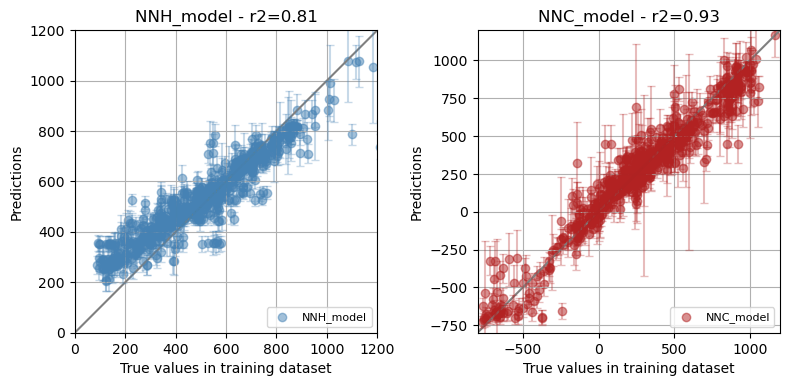 NNH_model - r2=0.81
1200
1000
800
600
400
200
0
Predictions
0 200 400 600 800 1000 1200
True values in training dataset
NNH_model
NNC_model - r2=0.93
1000
750
500
250
0
−250
−500
−750
Predictions
−500 0 500 1000
True values in training dataset
NNC_model